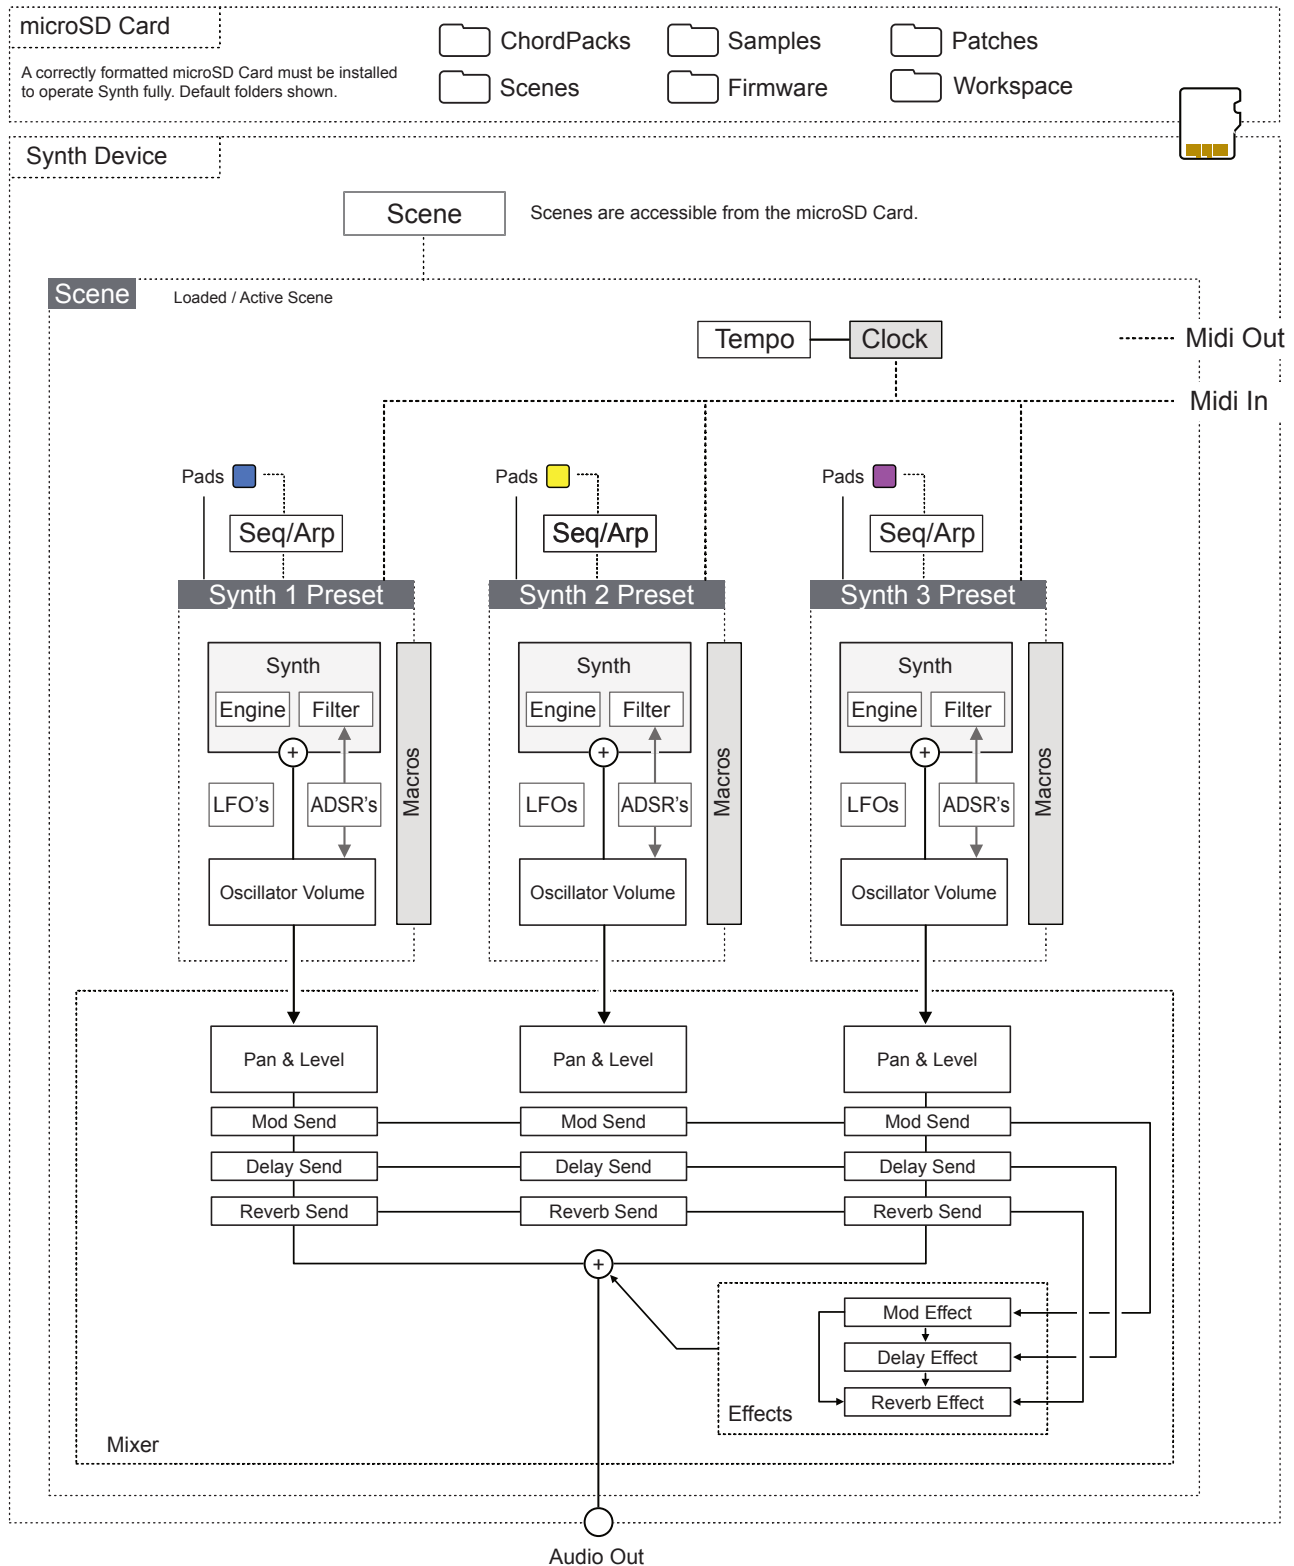 microSD Card
A correctly formatted microSD Card must be installed
to operate Synth fully. Default folders shown.
ChordPacks
Samples
Patches
Scenes
Firmware
Workspace
Synth Device
Scene
Scenes are accessible from the microSD Card.
Scene
Loaded / Active Scene
Tempo
Clock
Midi Out
Midi In
Pads
Pads
Pads
Seq/Arp
Seq/Arp
Seq/Arp
Synth 1 Preset
Synth 2 Preset
Synth 3 Preset
Synth
Engine
Filter
+
LFO's
ADSR's
Macros
Oscillator Volume
Synth
Engine
Filter
+
LFOs
ADSR's
Macros
Oscillator Volume
Synth
Engine
Filter
+
LFOs
ADSR's
Macros
Oscillator Volume
Pan & Level
Pan & Level
Pan & Level
Mod Send
Mod Send
Mod Send
Delay Send
Delay Send
Delay Send
Reverb Send
Reverb Send
Reverb Send
+
Mod Effect
Delay Effect
Reverb Effect
Effects
Mixer
Audio Out